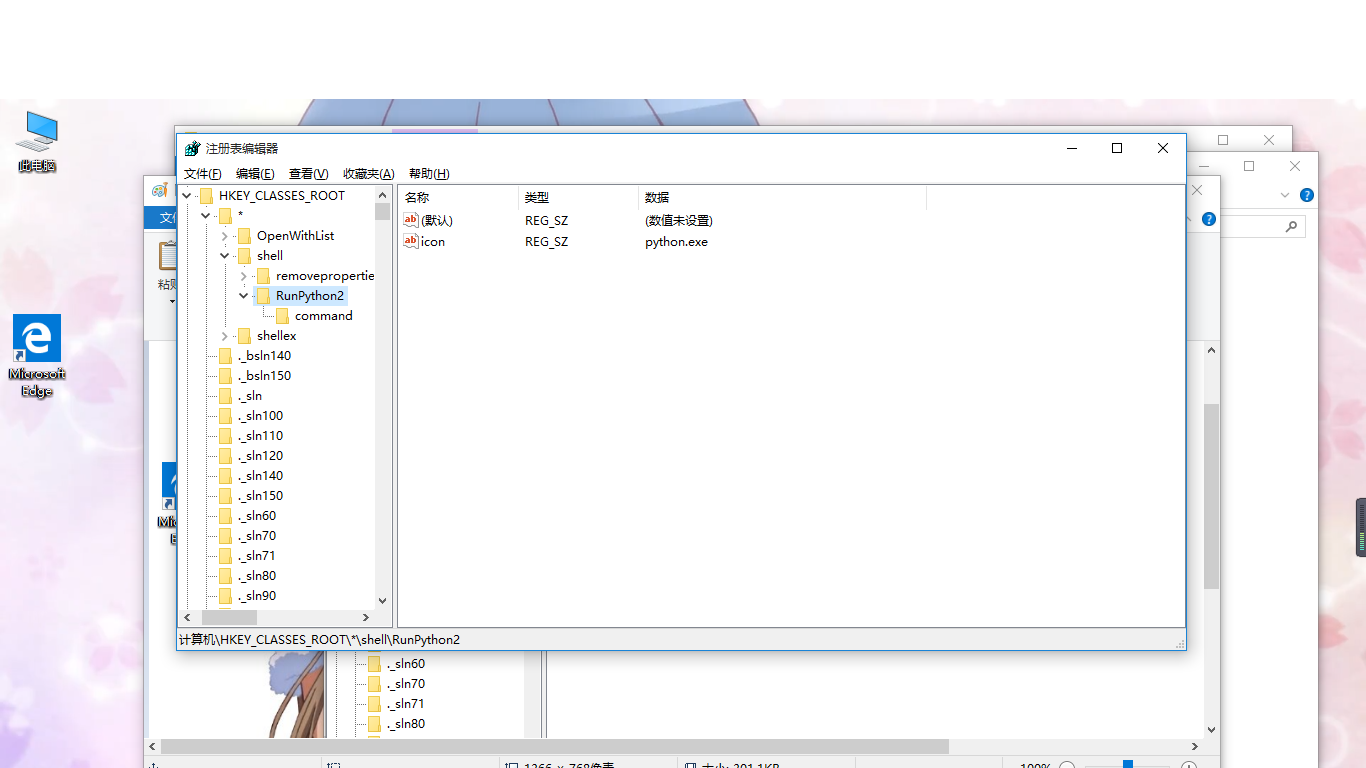 此电脑
Microsoft
Edge
注册表编辑器
文件(F) 编辑(E) 查看(V) 收藏夹(A) 帮助(H)
HKEY_CLASSES_ROOT
*
OpenWithList
shell
removepropertie
RunPython2
command
shellex
._bsln140
._bsln150
._sln
._sln100
._sln110
._sln120
._sln140
._sln150
._sln60
._sln70
._sln71
._sln80
._sln90
名称 类型 数据
(默认) REG_SZ (数值未设置)
icon REG_SZ python.exe
计算机\HKEY_CLASSES_ROOT\*\shell\RunPython2
._sln60
._sln70
._sln71
._sln80
1366 × 768像素
大小: 201.1KB
100%